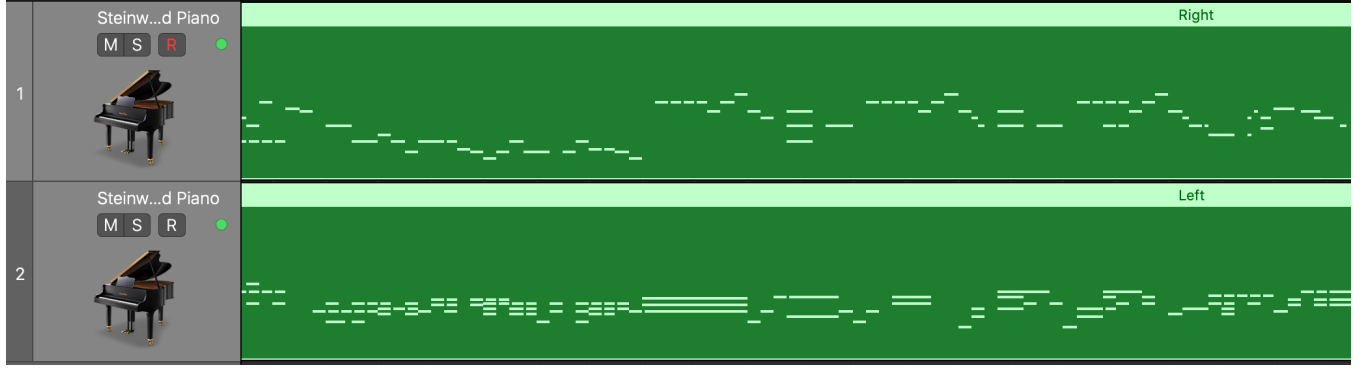 Steinw...d Piano
Right
M S R
1
Steinw...d Piano
Left
M S R
2